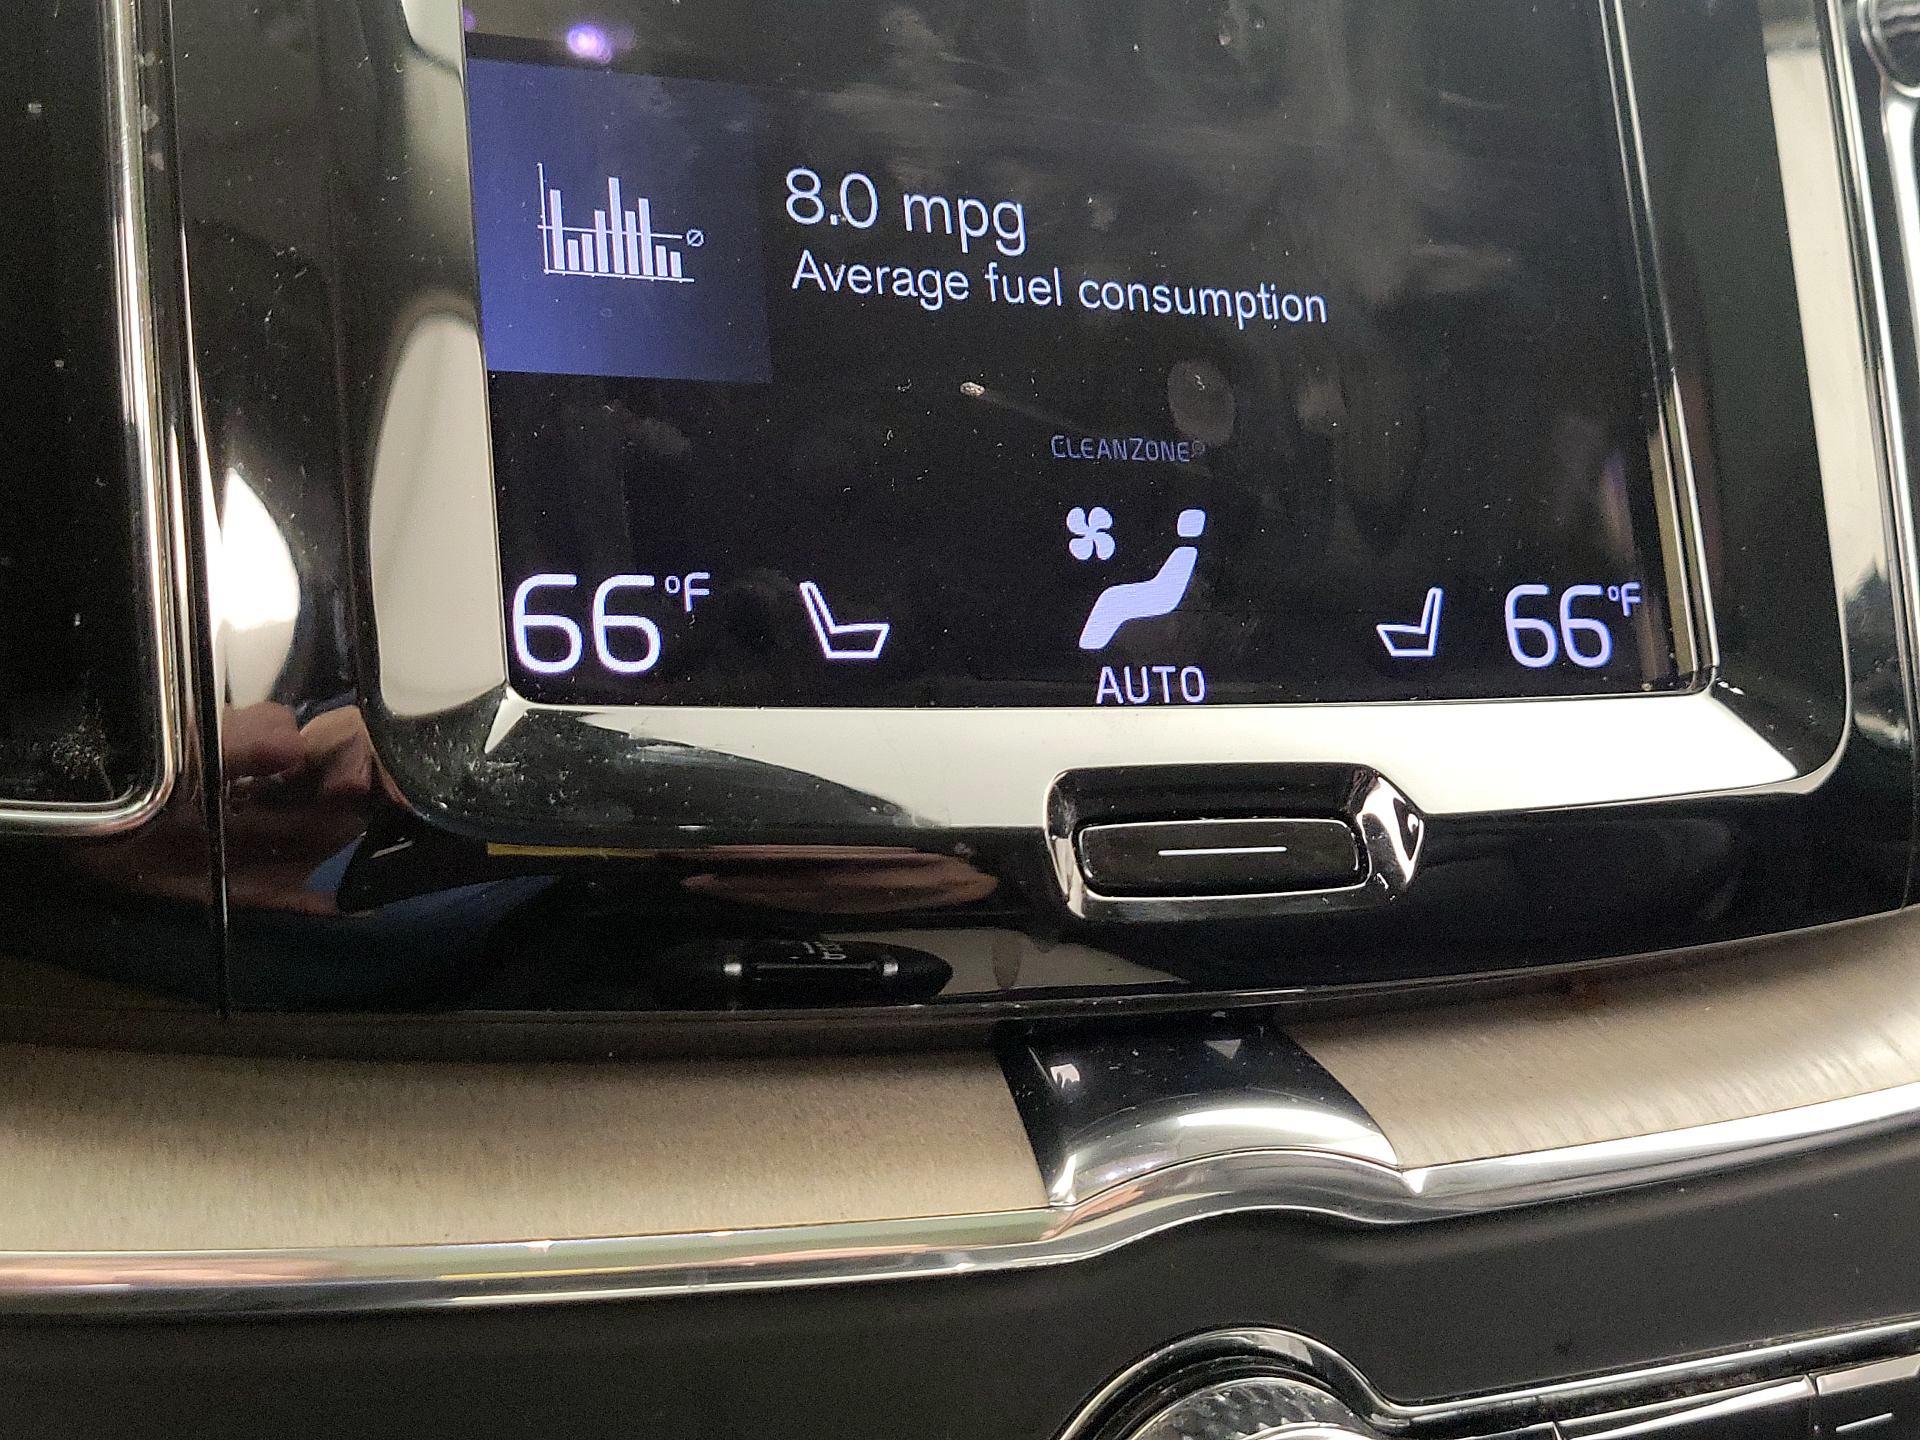 8.0 mpg
Average fuel consumption
CLEANZONE®
66°F
66°F
AUTO